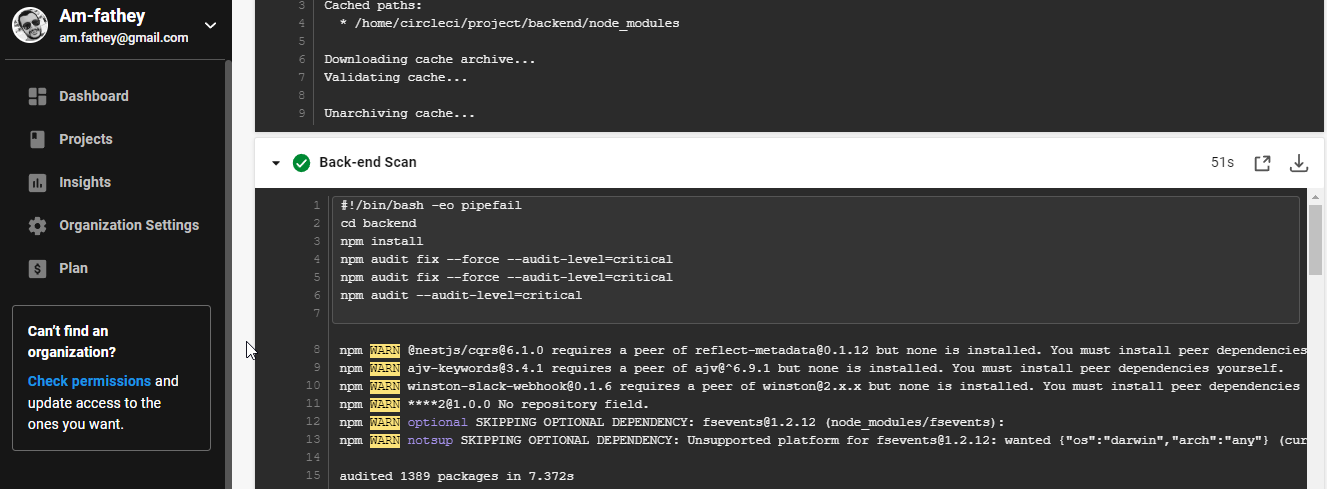 Am-fathey
am.fathey@gmail.com
Dashboard
Projects
Insights
Organization Settings
Plan
Can't find an
organization?
Check permissions and
update access to the
ones you want.
3 Cached paths:
4 * /home/circleci/project/backend/node_modules
5
6 Downloading cache archive...
7 Validating cache...
8
9 Unarchiving cache...
Back-end Scan 51s
1 #!/bin/bash -eo pipefail
2 cd backend
3 npm install
4 npm audit fix --force --audit-level=critical
5 npm audit fix --force --audit-level=critical
6 npm audit --audit-level=critical
7
8 npm WARN @nestjs/cqrs@6.1.0 requires a peer of reflect-metadata@0.1.12 but none is installed. You must install peer dependencies
9 npm WARN ajv-keywords@3.4.1 requires a peer of ajv@^6.9.1 but none is installed. You must install peer dependencies yourself.
10 npm WARN winston-slack-webhook@0.1.6 requires a peer of winston@2.x.x but none is installed. You must install peer dependencies
11 npm WARN ****2@1.0.0 No repository field.
12 npm WARN optional SKIPPING OPTIONAL DEPENDENCY: fsevents@1.2.12 (node_modules/fsevents):
13 npm WARN notsup SKIPPING OPTIONAL DEPENDENCY: Unsupported platform for fsevents@1.2.12: wanted {"os":"darwin","arch":"any"} (cur
14
15 audited 1389 packages in 7.372s